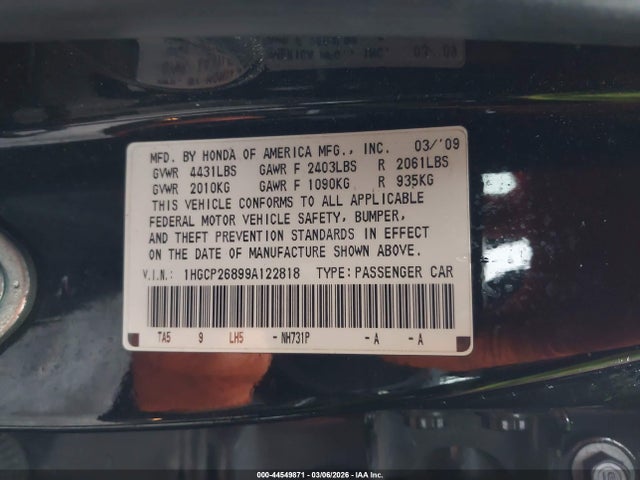 MFD. BY HONDA OF AMERICA MFG., INC. 03/'09
GVWR 4431LBS GAWR F 2403LBS R 2061LBS
GVWR 2010KG GAWR F 1090KG R 935KG
THIS VEHICLE CONFORMS TO ALL APPLICABLE
FEDERAL MOTOR VEHICLE SAFETY, BUMPER,
AND THEFT PREVENTION STANDARDS IN EFFECT
ON THE DATE OF MANUFACTURE SHOWN ABOVE.
V.I.N.: 1HGCP26899A122818 TYPE: PASSENGER CAR
TA5 9 LH5 - NH731P - A - A
000-44549871 - 03/06/2026 - IAA Inc.